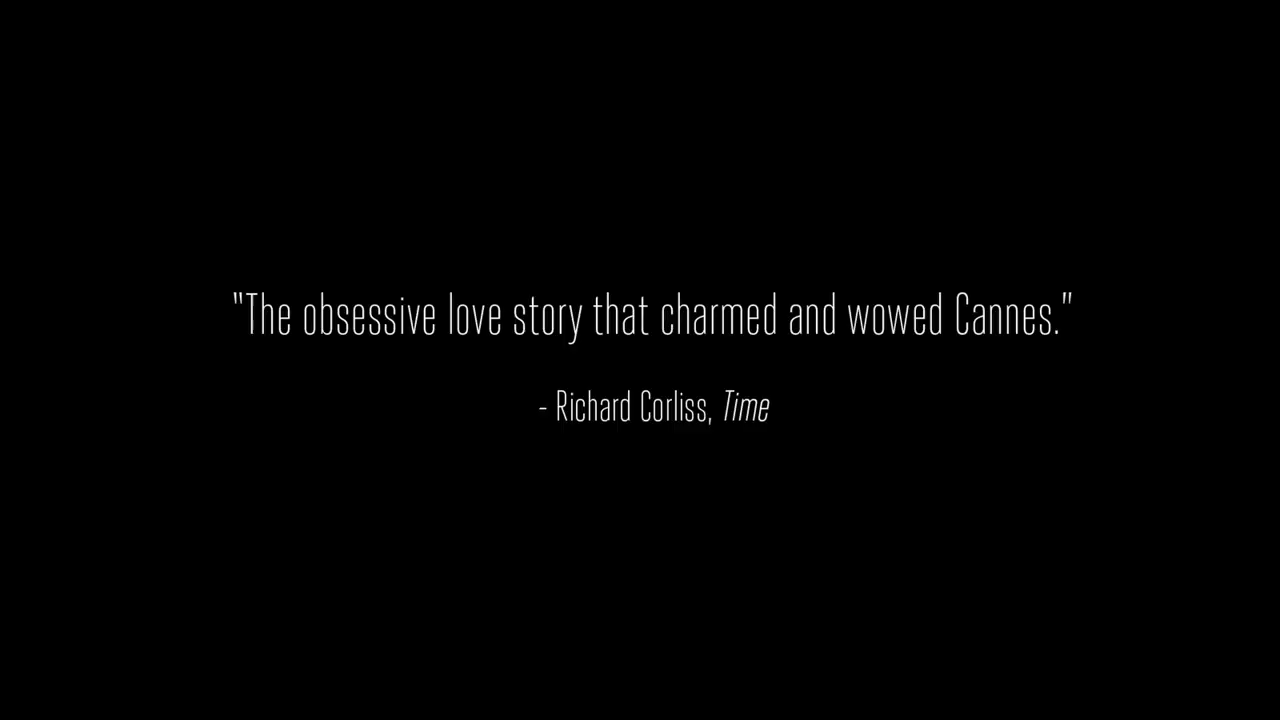 "The obsessive love story that charmed and wowed Cannes."
- Richard Corliss, Time